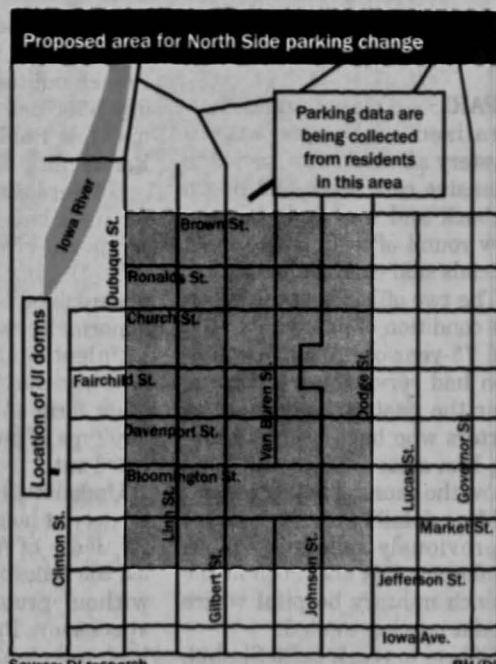 Proposed area for North Side parking change
Parking data are
being collected
from residents
in this area
Iowa River
Dubuque St.
Brown St.
Ronalds St.
Church St.
Location of UI dorms
Fairchild St.
Van Buren St.
Dodge St.
Davenport St.
Bloomington St.
Lucas St.
Governor St.
Linn St.
Market St.
Clinton St.
Gilbert St.
Johnson St.
Jefferson St.
Iowa Ave.
Source: DI research